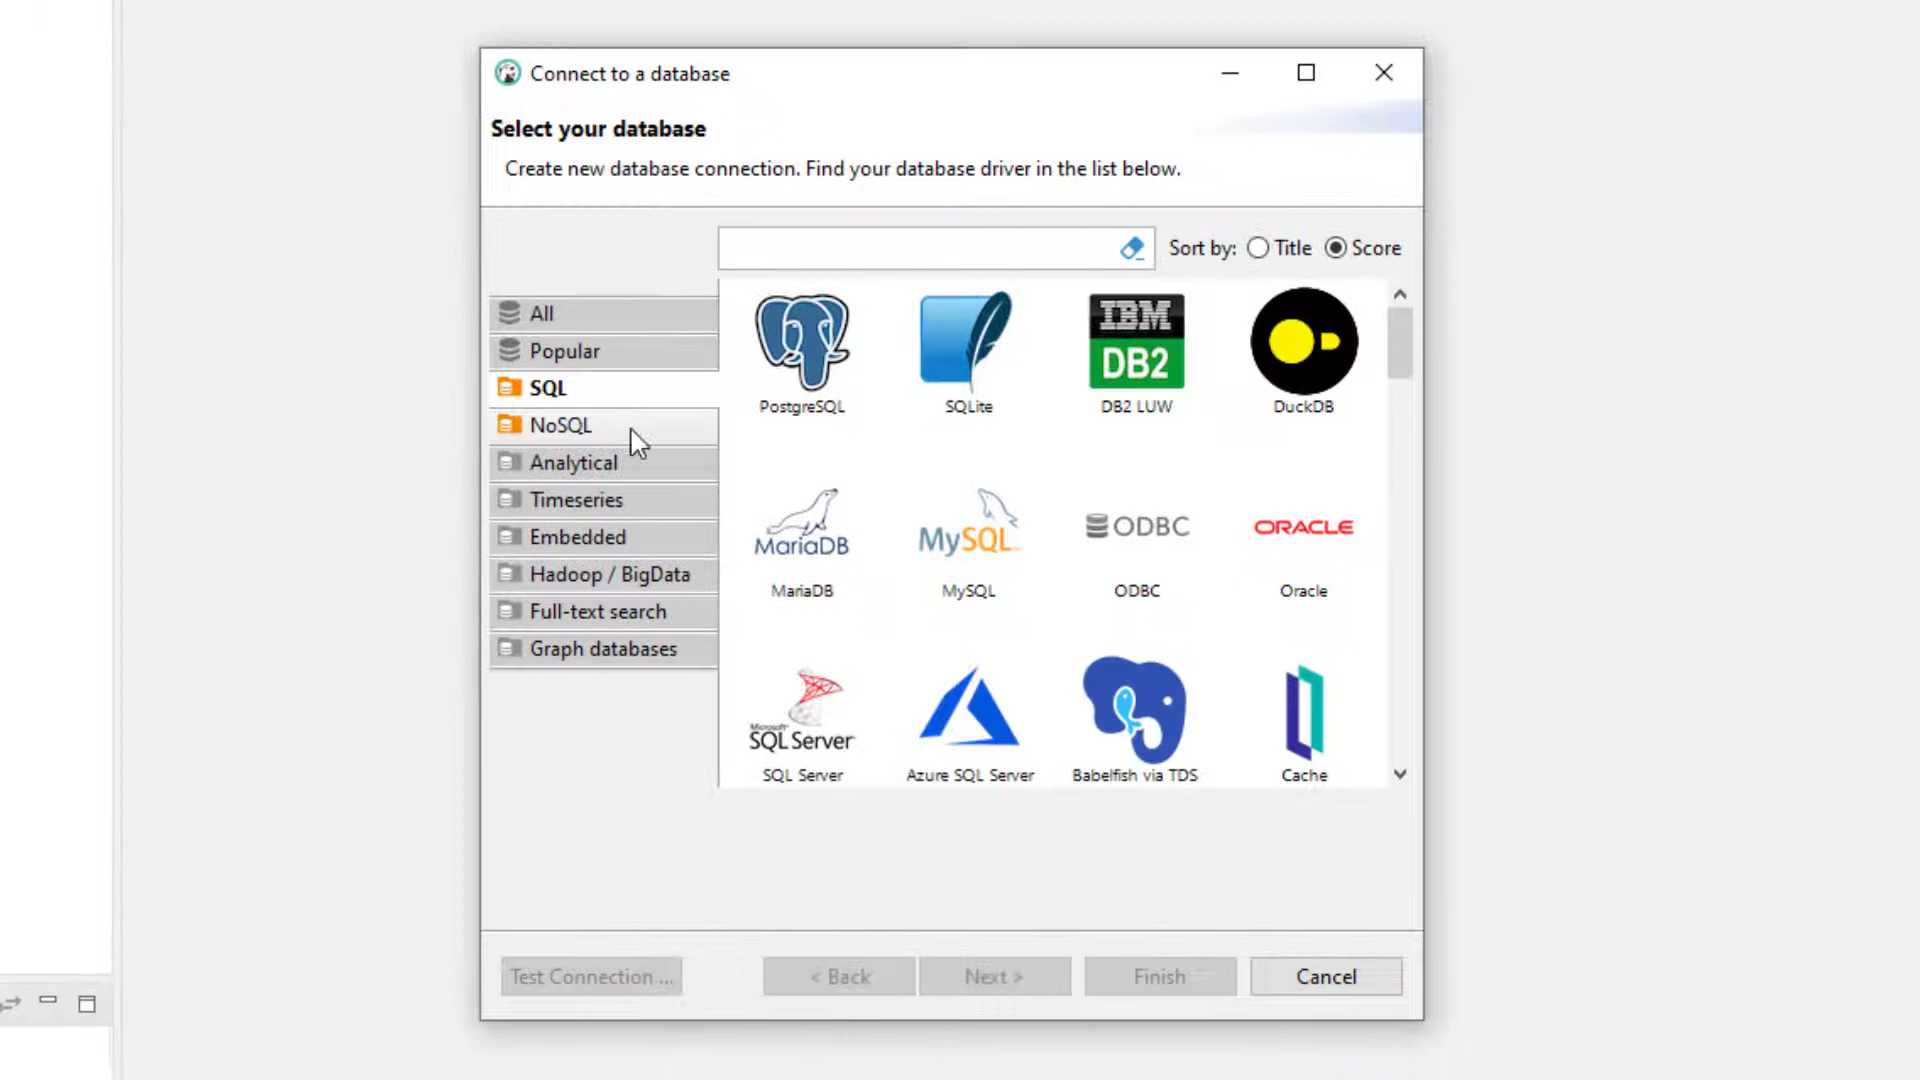 Connect to a database
Select your database
Create new database connection. Find your database driver in the list below.
Sort by: Title Score
All
Popular
SQL
NoSQL
Analytical
Timeseries
Embedded
Hadoop / BigData
Full-text search
Graph databases
IBM
DB2
PostgreSQL SQLite DB2 LUW DuckDB
MariaDB MySQL ODBC ORACLE
MariaDB MySQL ODBC Oracle
Microsoft
SQL Server
SQL Server Azure SQL Server Babelfish via TDS Cache
Test Connection ... < Back Next > Finish Cancel